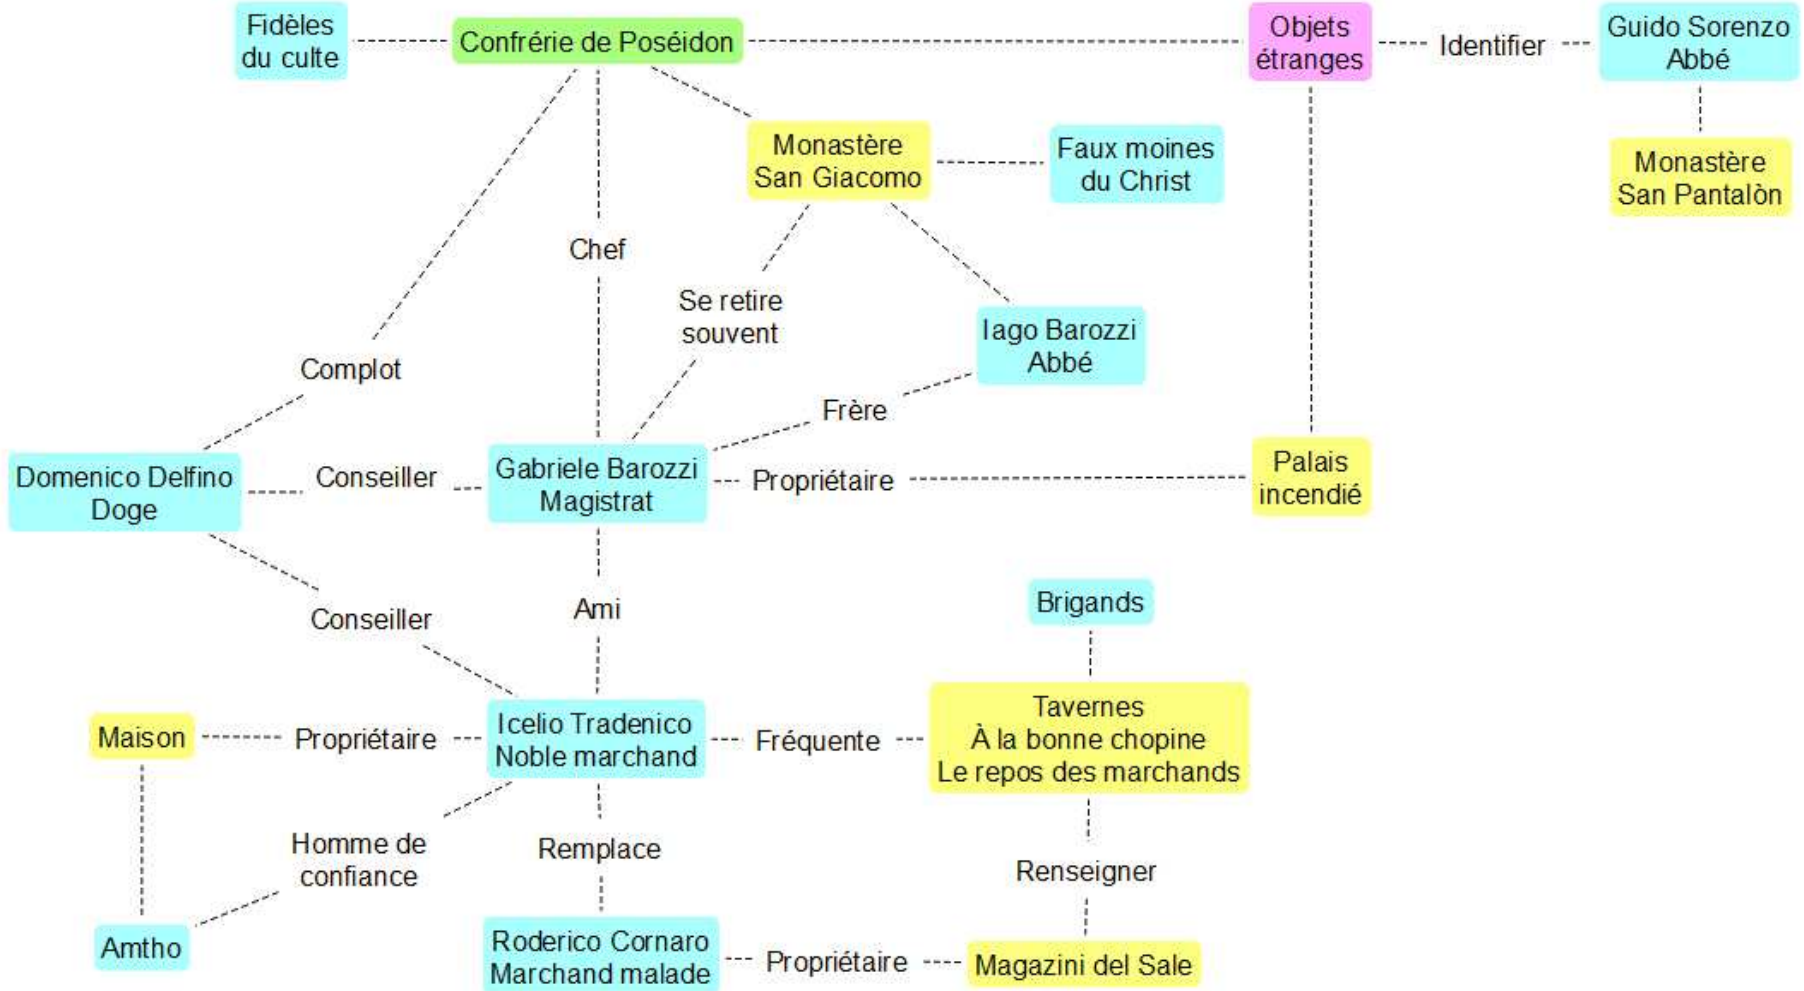 Fidèles
du culte
Confrérie de Poséidon
Objets
étranges
Identifier
Guido Sorenzo
Abbé
Monastère
San Giacomo
Faux moines
du Christ
Monastère
San Pantalòn
Chef
Se retire
souvent
Iago Barozzi
Abbé
Complot
Frère
Domenico Delfino
Doge
Conseiller
Gabriele Barozzi
Magistrat
Propriétaire
Palais
incendié
Conseiller
Ami
Brigands
Maison
Propriétaire
Icelio Tradenico
Noble marchand
Fréquente
Tavernes
À la bonne chopine
Le repos des marchands
Homme de
confiance
Remplace
Renseigner
Amtho
Roderico Cornaro
Marchand malade
Propriétaire
Magazini del Sale